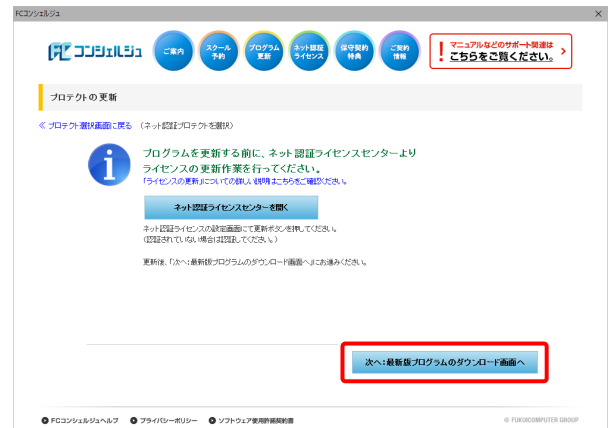 FCコンシェルジュ
×
FC コンシェルジュ
ご案内
スクール
予約
プログラム
更新
ネット認証
ライセンス
保守契約
特典
ご契約
情報
! マニュアルなどのサポート関連は
こちらをご覧ください。
プロテクトの更新
≪ プロテクト選択画面に戻る （ネット認証プロテクトを選択）
プログラムを更新する前に、ネット認証ライセンスセンターより
ライセンスの更新作業を行ってください。
「ライセンスの更新」についての詳しい説明はこちらをご確認ください。
ネット認証ライセンスセンターを開く
ネット認証ライセンスの設定画面にて更新ボタンを押してください。
（認証されていない場合は認証してください。）
更新後、「次へ：最新版プログラムのダウンロード画面へ」にお進みください。
次へ：最新版プログラムのダウンロード画面へ
FCコンシェルジュヘルプ プライバシーポリシー ソフトウェア使用許諾契約書
© FUKUICOMPUTER GROUP